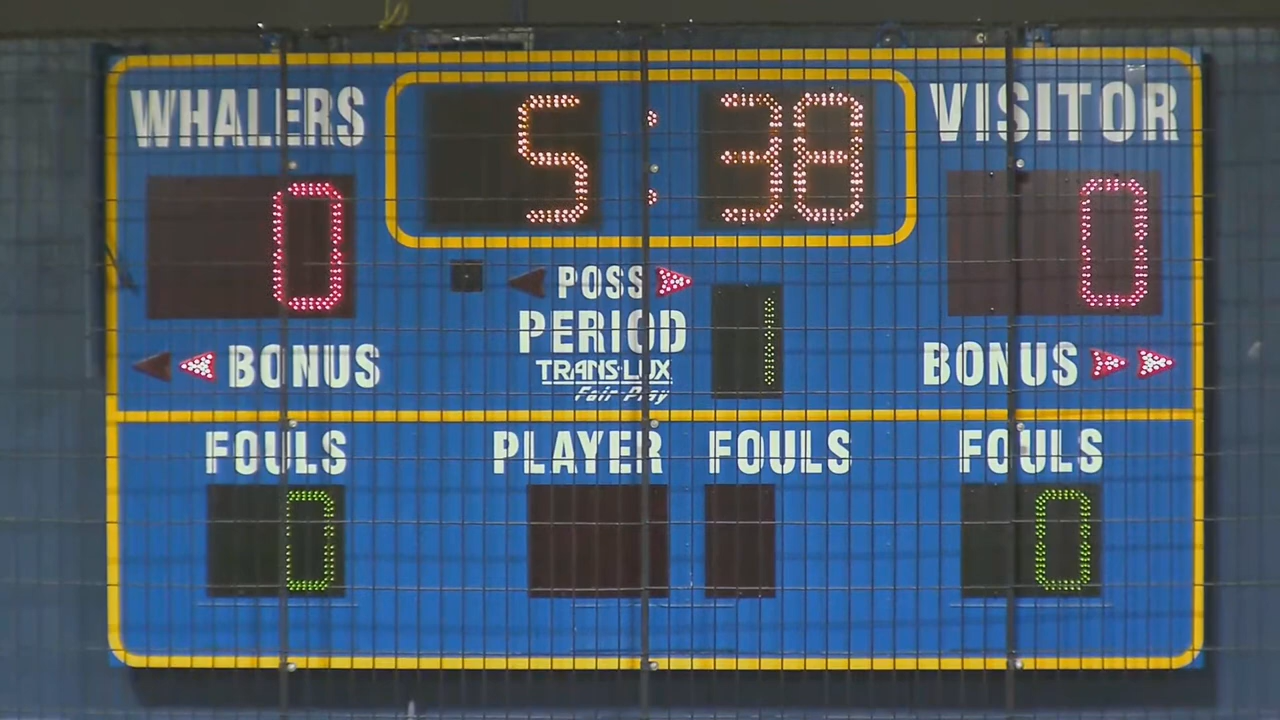 WHALERS
5:38
VISITOR
0
0
POSS
PERIOD
1
TRANS-LUX
Fair Play
BONUS
BONUS
FOULS
PLAYER FOULS
FOULS
0
0